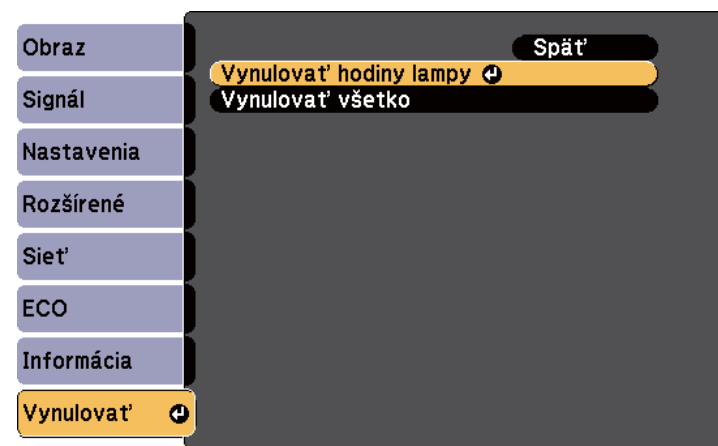 Obraz
Signál
Nastavenia
Rozšírené
Sieť
ECO
Informácia
Vynulovať
Späť
Vynulovať hodiny lampy
Vynulovať všetko